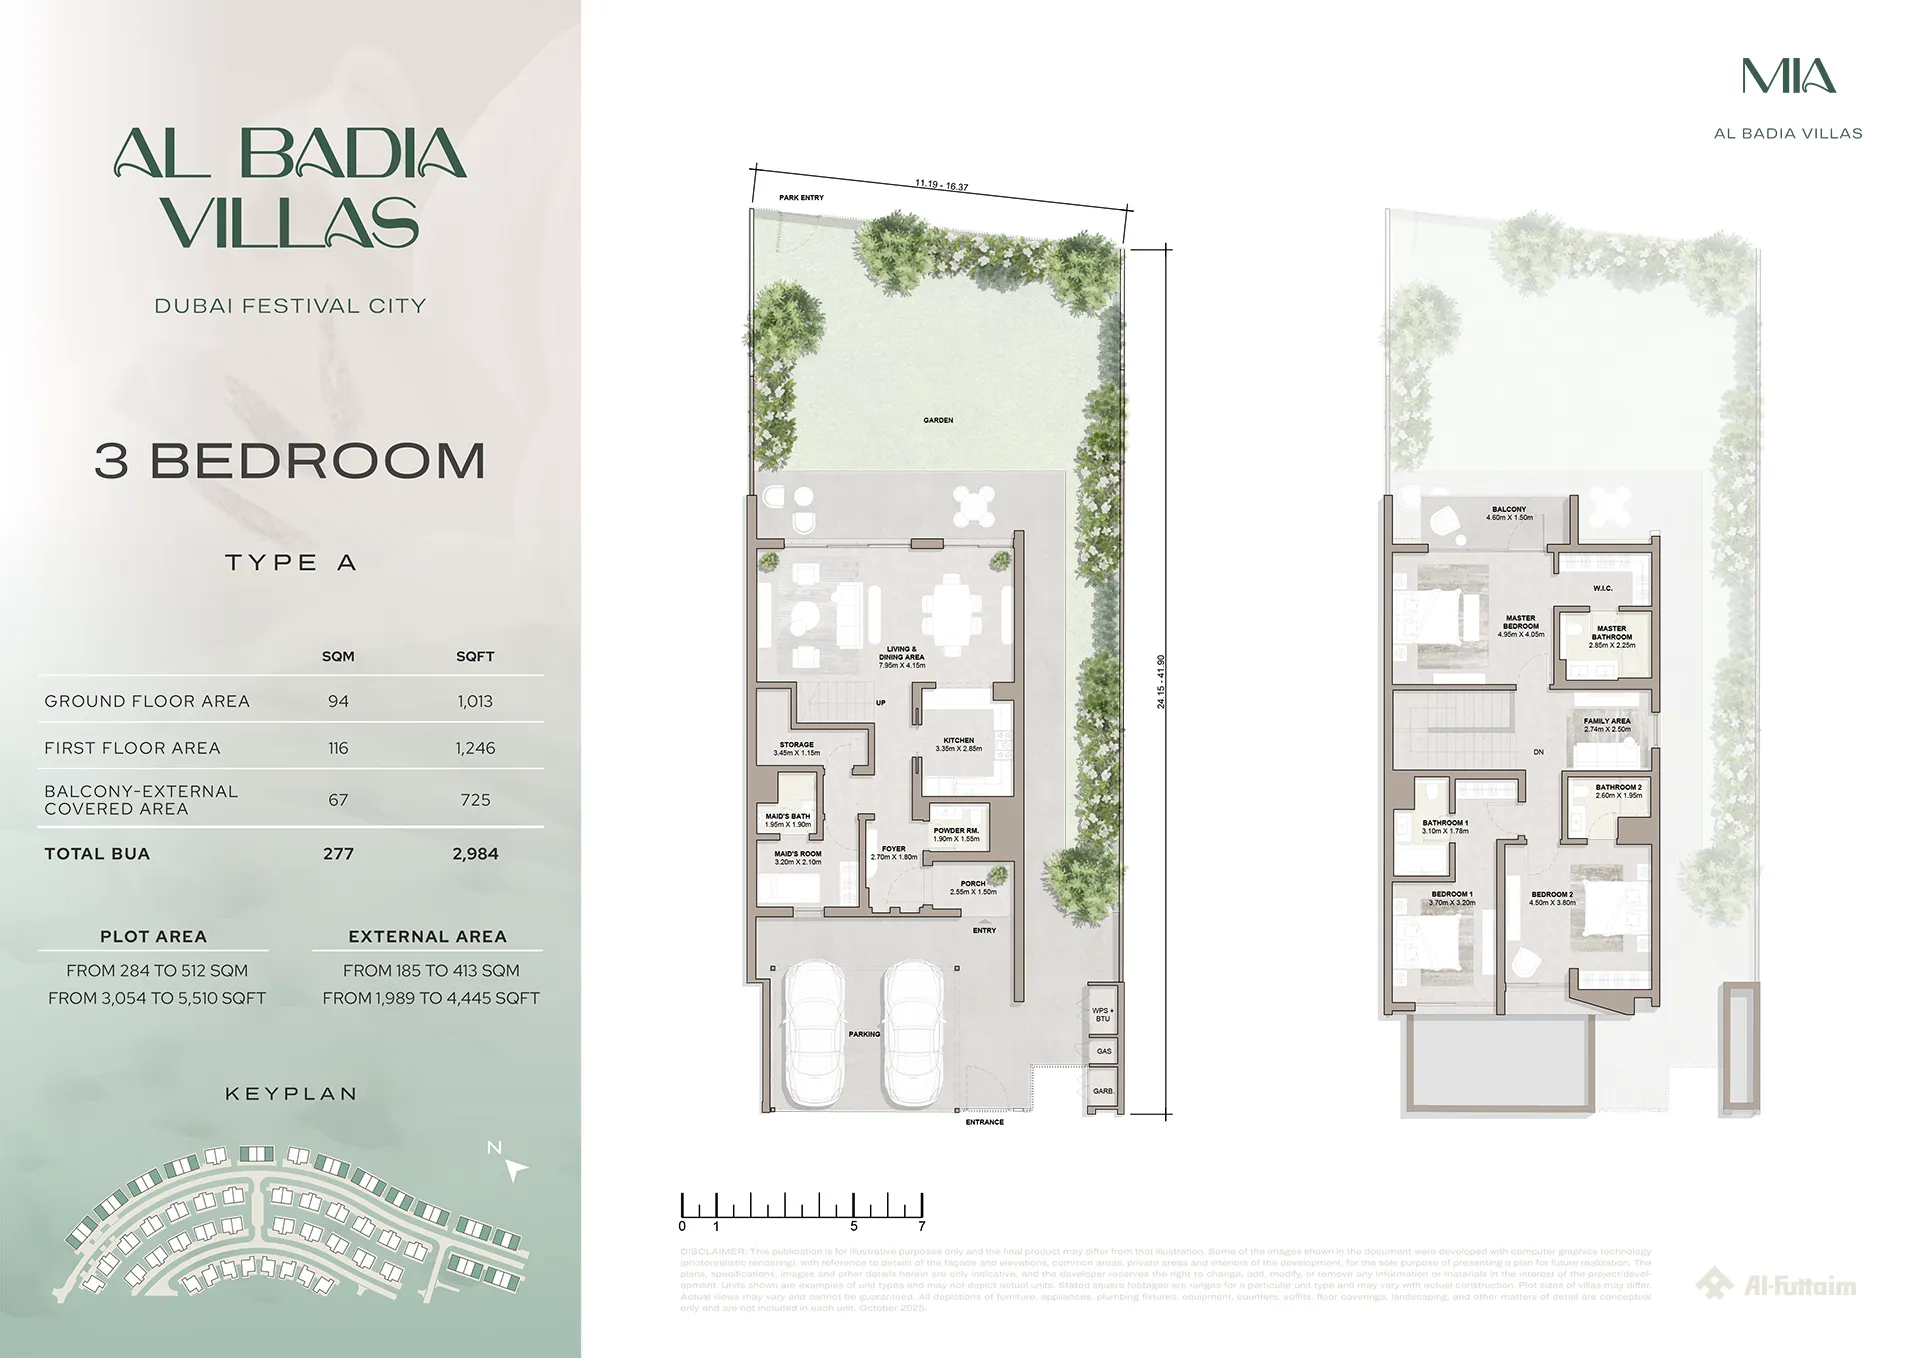 AL BADIA
VILLAS
DUBAI FESTIVAL CITY
3 BEDROOM
TYPE A
SQM SQFT
GROUND FLOOR AREA 94 1,013
FIRST FLOOR AREA 116 1,246
BALCONY-EXTERNAL
COVERED AREA 67 725
TOTAL BUA 277 2,984
PLOT AREA
FROM 284 TO 512 SQM
FROM 3,054 TO 5,510 SQFT
EXTERNAL AREA
FROM 185 TO 413 SQM
FROM 1,989 TO 4,445 SQFT
KEYPLAN
N
MIA
AL BADIA VILLAS
11.19 - 16.37
PARK ENTRY
GARDEN
24.15 - 41.90
LIVING &
DINING AREA
7.95m X 4.15m
UP
STORAGE
3.45m X 1.15m
KITCHEN
3.35m X 2.85m
MAID'S BATH
1.95m X 1.90m
POWDER RM.
1.90m X 1.55m
MAID'S ROOM
3.20m X 2.10m
FOYER
2.70m X 1.80m
PORCH
2.55m X 1.50m
ENTRY
PARKING
WPS +
BTU
GAS
GARB.
ENTRANCE
BALCONY
4.60m X 1.50m
W.I.C.
MASTER
BEDROOM
4.95m X 4.05m
MASTER
BATHROOM
2.85m X 2.25m
FAMILY AREA
2.74m X 2.50m
DN
BATHROOM 2
2.60m X 1.95m
BATHROOM 1
3.10m X 1.78m
BEDROOM 1
3.70m X 3.20m
BEDROOM 2
4.50m X 3.80m
0 1 5 7
DISCLAIMER: This publication is for illustrative purposes only and the final product may differ from that illustration. Some of the images shown in the document were developed with computer graphics technology
(photorealistic rendering), with reference to details of the façade and elevations, common areas, private areas and interiors of the development, for the sole purpose of presenting a plan for future realization. The
plans, specifications, images and other details herein are only indicative, and the developer reserves the right to change, add, modify, or remove any information or materials in the interest of the project/devel-
opment. Units shown are examples of unit types and may not depict actual units. Stated square footages are ranges for a particular unit type and may vary with actual construction. Plot sizes of villas may differ.
Actual views may vary and cannot be guaranteed. All depictions of furniture, appliances, plumbing fixtures, equipment, counters, soffits, floor coverings, landscaping, and other matters of detail are conceptual
only and are not included in each unit. October 2025.
Al-Futtaim